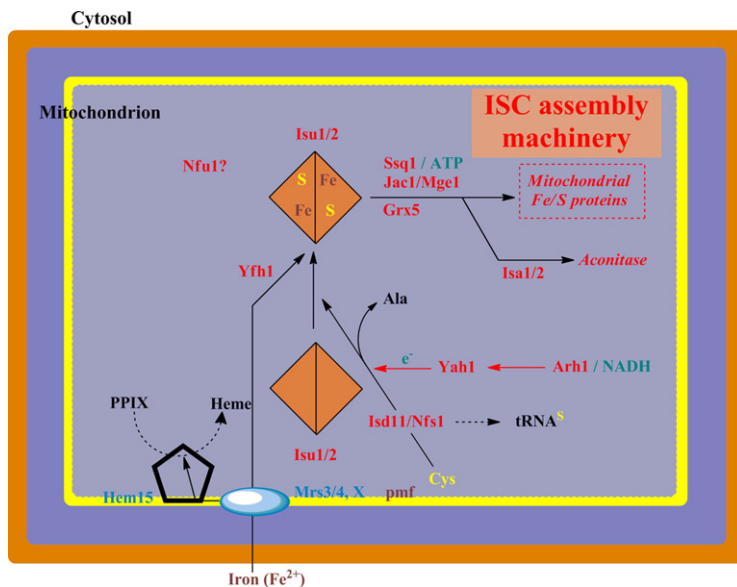 Cytosol
Mitochondrion
ISC assembly
machinery
Isu1/2
Nfu1?
S Fe
Fe S
Ssq1 / ATP
Jac1/Mge1
Grx5
Mitochondrial
Fe/S proteins
Yfh1
Isa1/2
Aconitase
Ala
e-
Yah1
Arh1 / NADH
PPIX
Heme
Isd11/Nfs1
tRNAS
Isu1/2
Cys
Hem15
Mrs3/4, X
pmf
Iron (Fe2+)